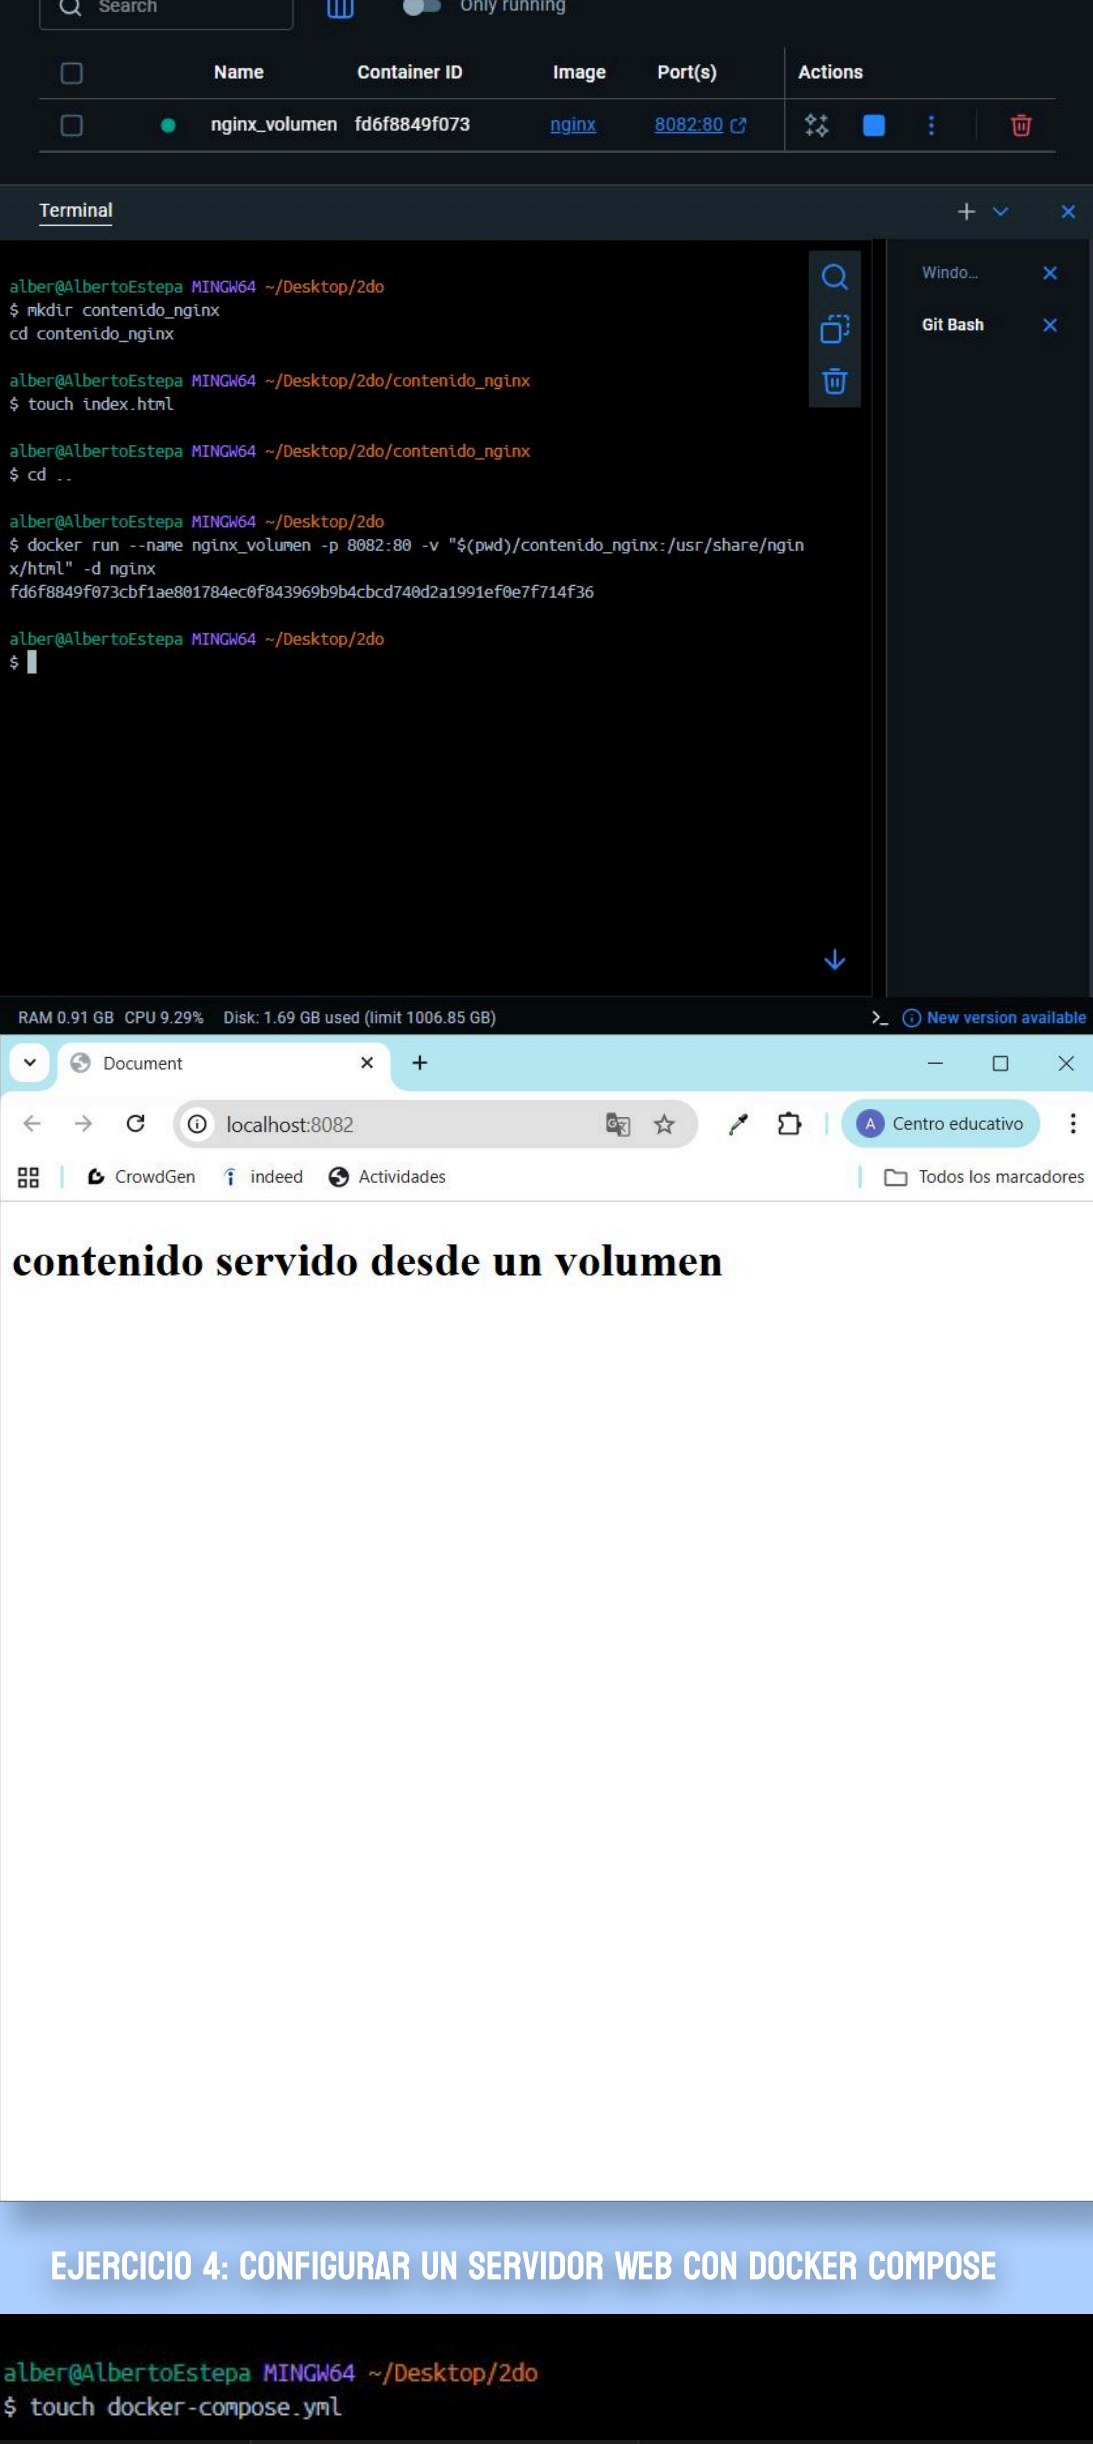 Search
Only running
Name Container ID Image Port(s) Actions
nginx_volumen fd6f8849f073 nginx 8082:80
Terminal
Windo...
Git Bash
alber@AlbertoEstepa MINGW64 ~/Desktop/2do
$ mkdir contenido_nginx
cd contenido_nginx
alber@AlbertoEstepa MINGW64 ~/Desktop/2do/contenido_nginx
$ touch index.html
alber@AlbertoEstepa MINGW64 ~/Desktop/2do/contenido_nginx
$ cd ..
alber@AlbertoEstepa MINGW64 ~/Desktop/2do
$ docker run --name nginx_volumen -p 8082:80 -v "$(pwd)/contenido_nginx:/usr/share/ngin
x/html" -d nginx
fd6f8849f073cbf1ae801784ec0f843969b9b4cbcd740d2a1991ef0e7f714f36
alber@AlbertoEstepa MINGW64 ~/Desktop/2do
$
RAM 0.91 GB CPU 9.29% Disk: 1.69 GB used (limit 1006.85 GB) New version available
Document
localhost:8082 A Centro educativo
CrowdGen indeed Actividades Todos los marcadores
contenido servido desde un volumen
EJERCICIO 4: CONFIGURAR UN SERVIDOR WEB CON DOCKER COMPOSE
alber@AlbertoEstepa MINGW64 ~/Desktop/2do
$ touch docker-compose.yml